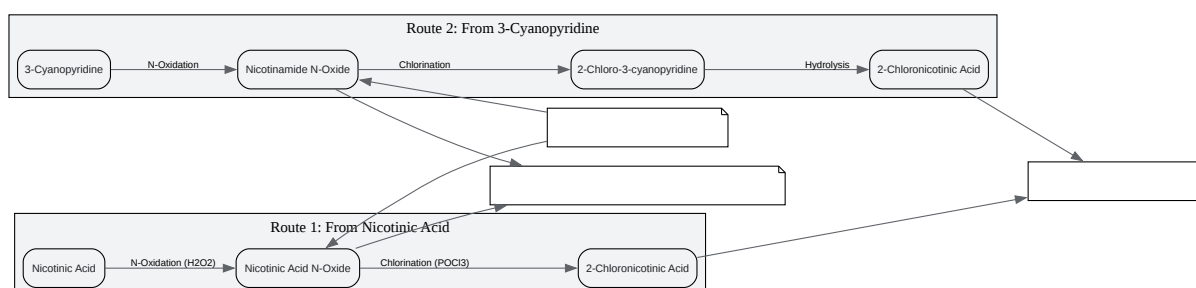 Route 2: From 3-Cyanopyridine
3-Cyanopyridine
N-Oxidation
Nicotinamide N-Oxide
Chlorination
2-Chloro-3-cyanopyridine
Hydrolysis
2-Chloronicotinic Acid
Route 1: From Nicotinic Acid
Nicotinic Acid
N-Oxidation (H2O2)
Nicotinic Acid N-Oxide
Chlorination (POCl3)
2-Chloronicotinic Acid